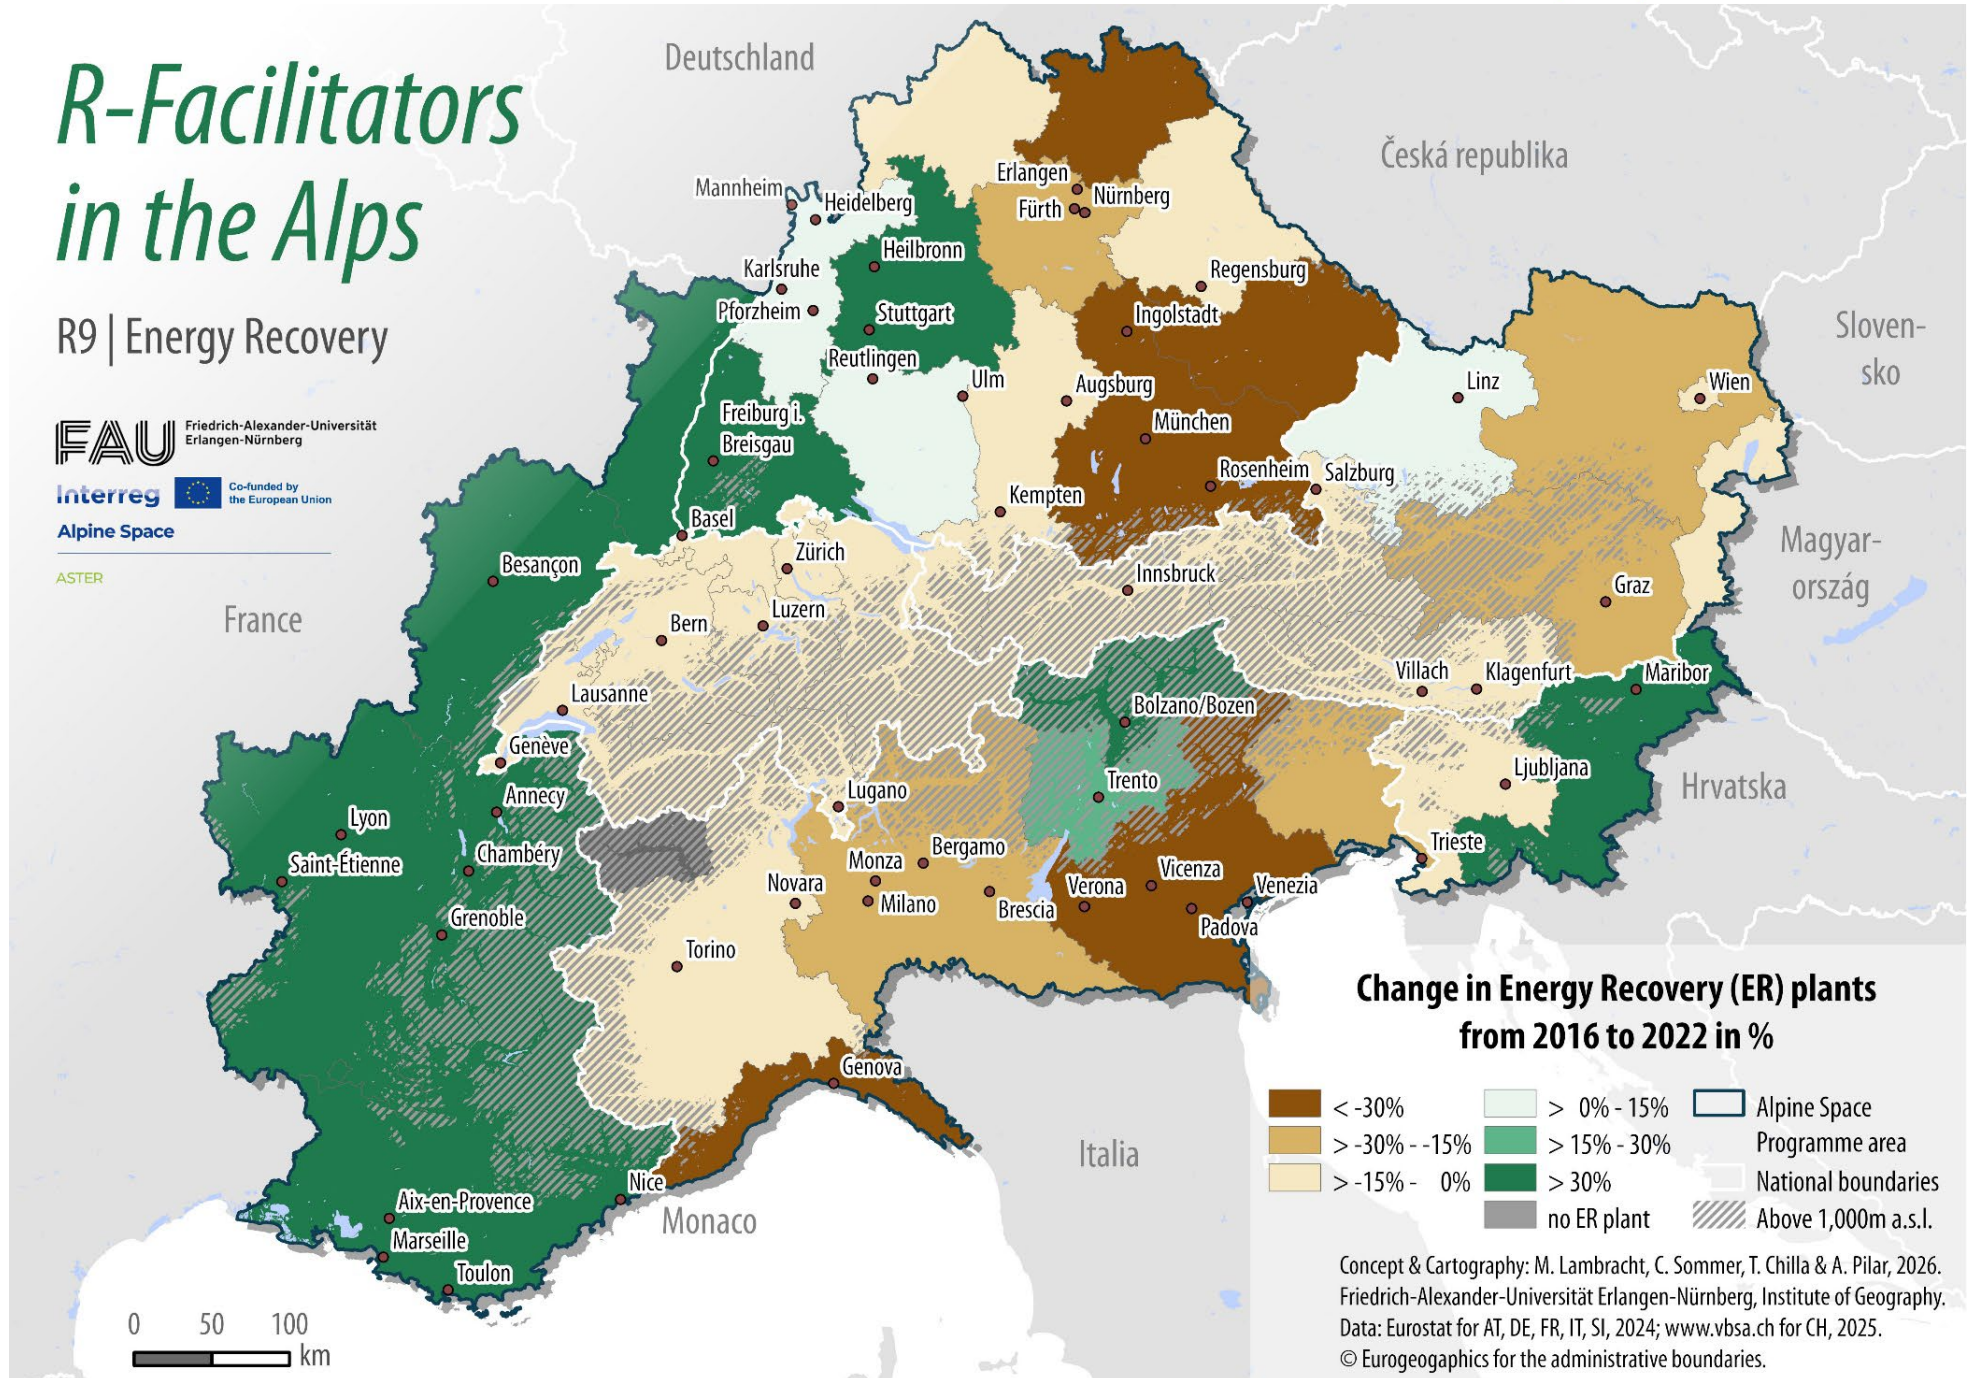 R-Facilitators
in the Alps
R9 | Energy Recovery
FAU Friedrich-Alexander-Universität
Erlangen-Nürnberg
Interreg
Co-funded by
the European Union
Alpine Space
ASTER
Deutschland
Česká republika
Sloven-
sko
Magyar-
ország
Hrvatska
Italia
Monaco
France
Mannheim
Heidelberg
Erlangen
Fürth
Nürnberg
Heilbronn
Karlsruhe
Pforzheim
Stuttgart
Regensburg
Ingolstadt
Reutlingen
Ulm
Augsburg
Linz
Wien
Freiburg i.
Breisgau
München
Rosenheim
Salzburg
Kempten
Basel
Zürich
Besançon
Innsbruck
Graz
Luzern
Bern
Lausanne
Villach
Klagenfurt
Maribor
Bolzano/Bozen
Genève
Trento
Ljubljana
Annecy
Lugano
Lyon
Chambéry
Saint-Étienne
Monza
Bergamo
Trieste
Novara
Milano
Brescia
Verona
Vicenza
Venezia
Padova
Grenoble
Torino
Genova
Nice
Aix-en-Provence
Marseille
Toulon
0 50 100
km
Change in Energy Recovery (ER) plants
from 2016 to 2022 in %
< -30%
> -30% - -15%
> -15% - 0%
> 0% - 15%
> 15% - 30%
> 30%
no ER plant
Alpine Space
Programme area
National boundaries
Above 1,000m a.s.l.
Concept & Cartography: M. Lambracht, C. Sommer, T. Chilla & A. Pilar, 2026.
Friedrich-Alexander-Universität Erlangen-Nürnberg, Institute of Geography.
Data: Eurostat for AT, DE, FR, IT, SI, 2024; www.vbsa.ch for CH, 2025.
© Eurogeogaphics for the administrative boundaries.